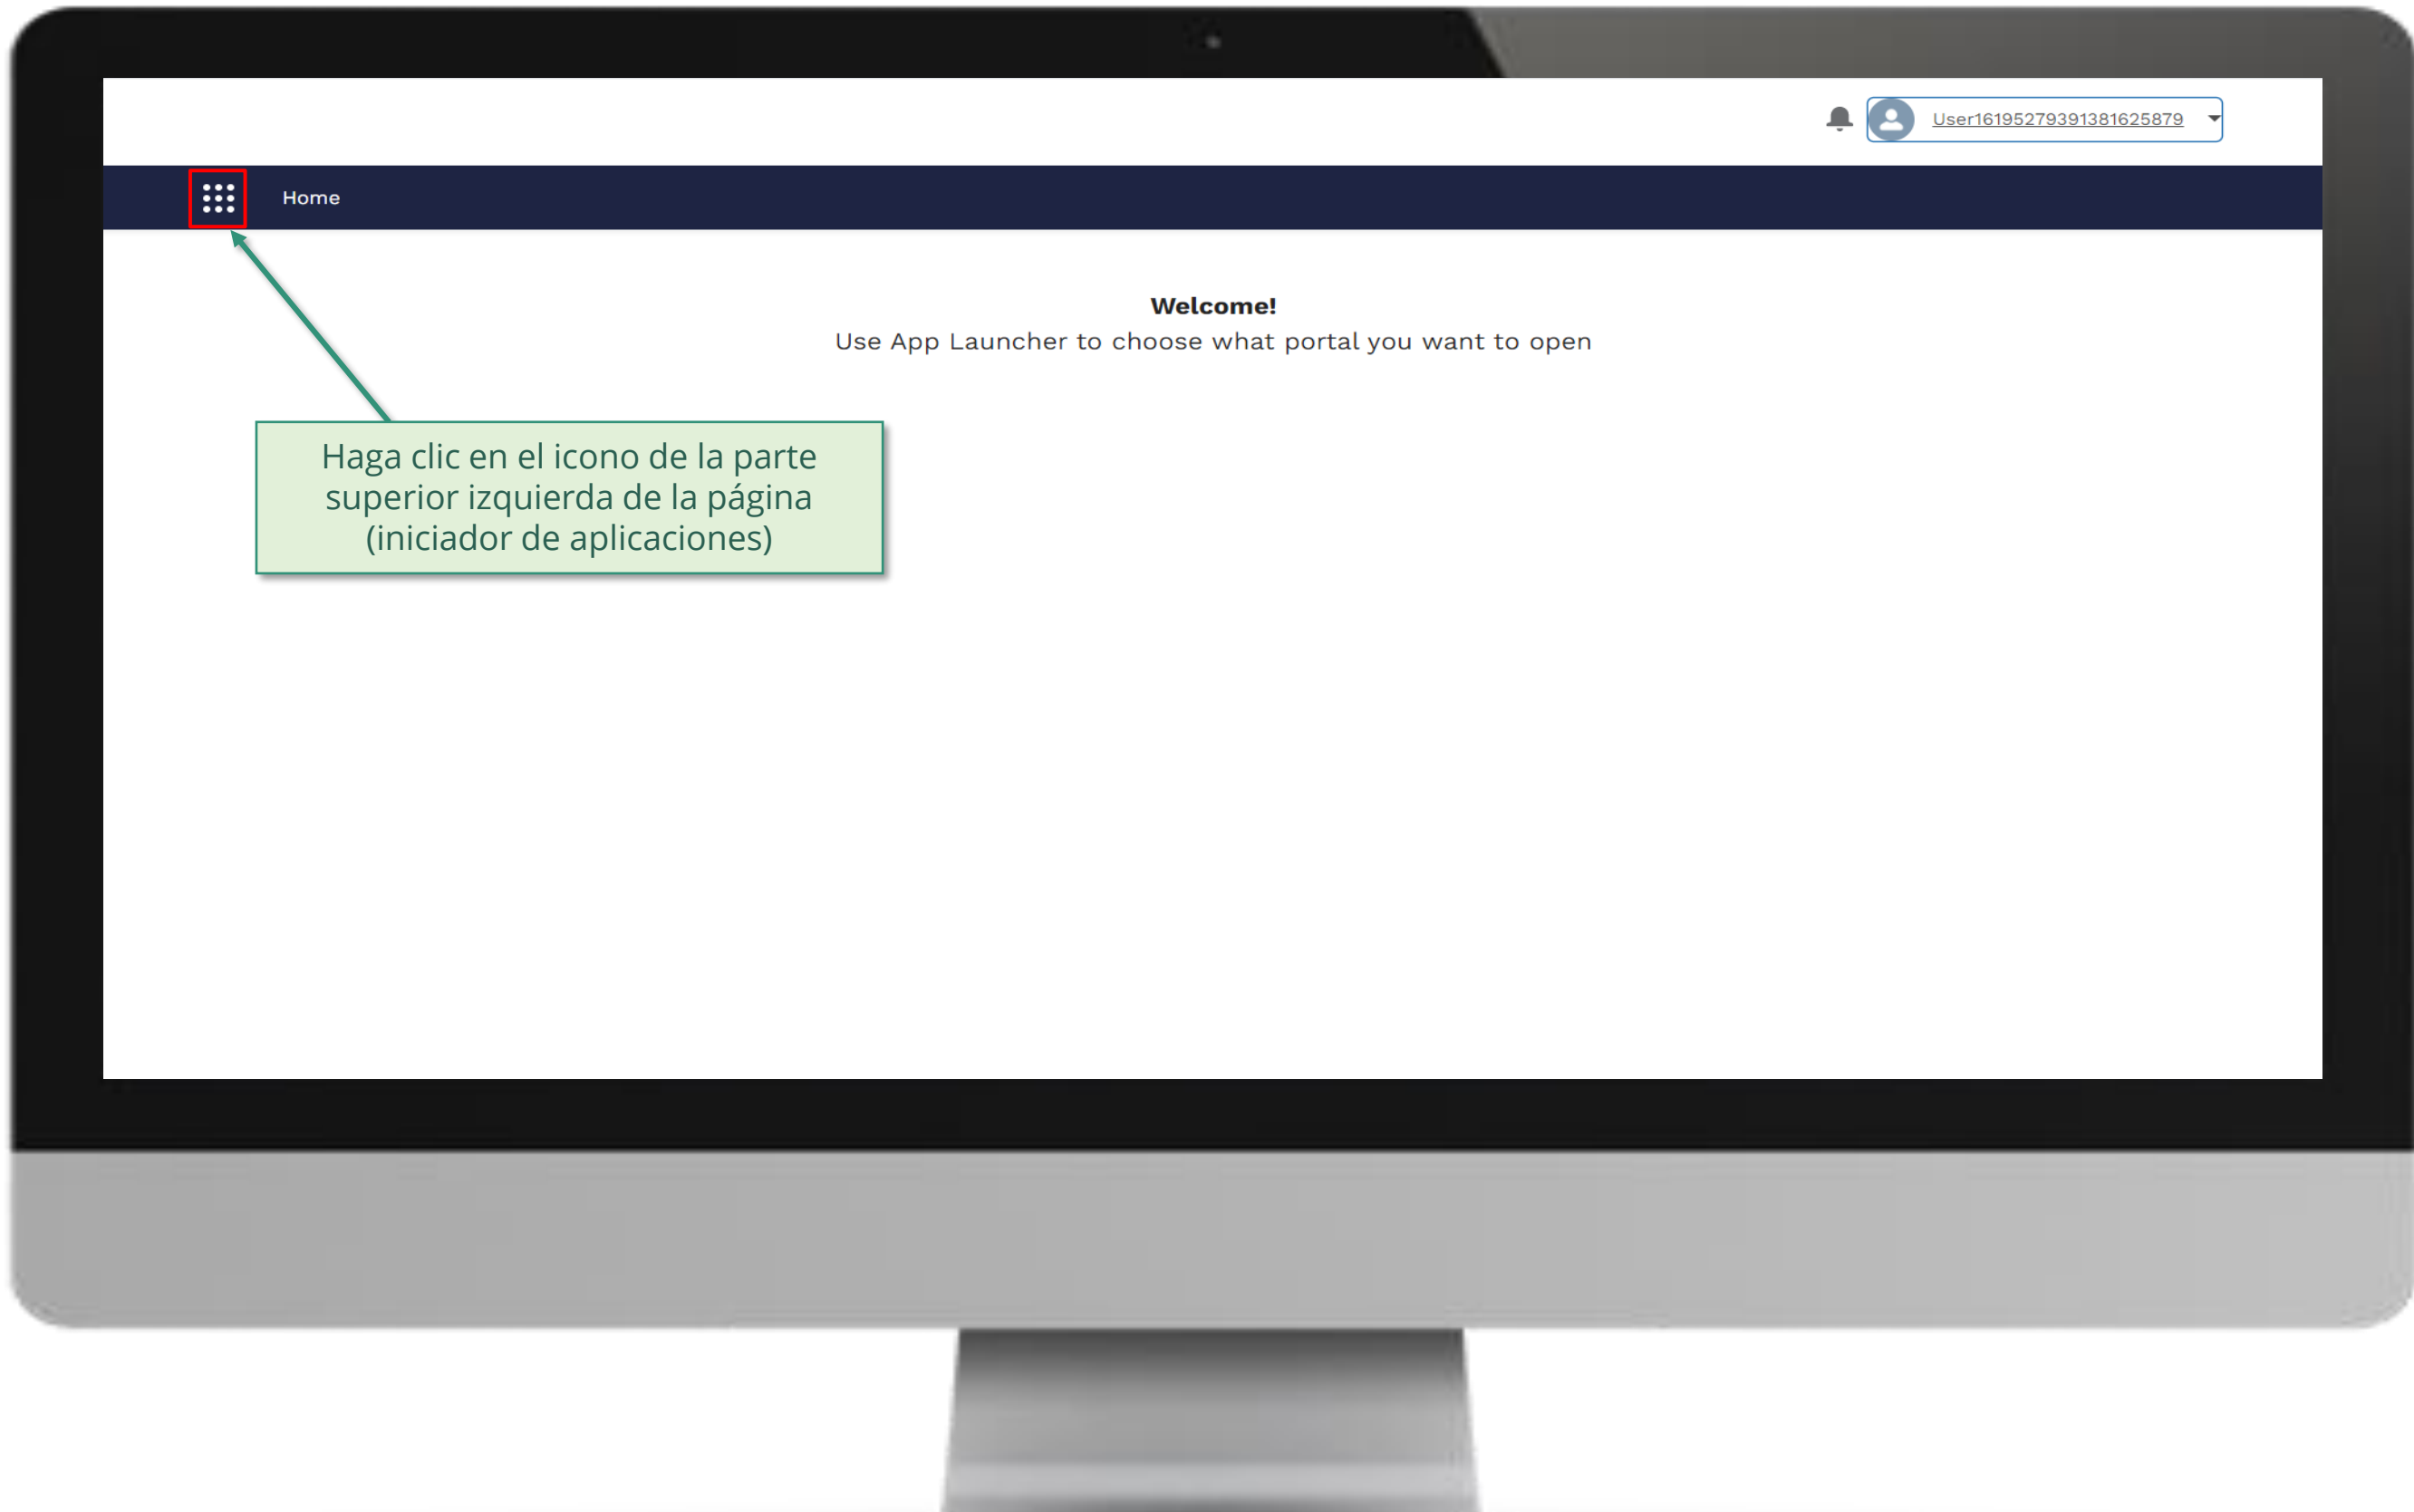 User16195279391381625879
Home
Welcome!
Use App Launcher to choose what portal you want to open
Haga clic en el icono de la parte
superior izquierda de la página
(iniciador de aplicaciones)